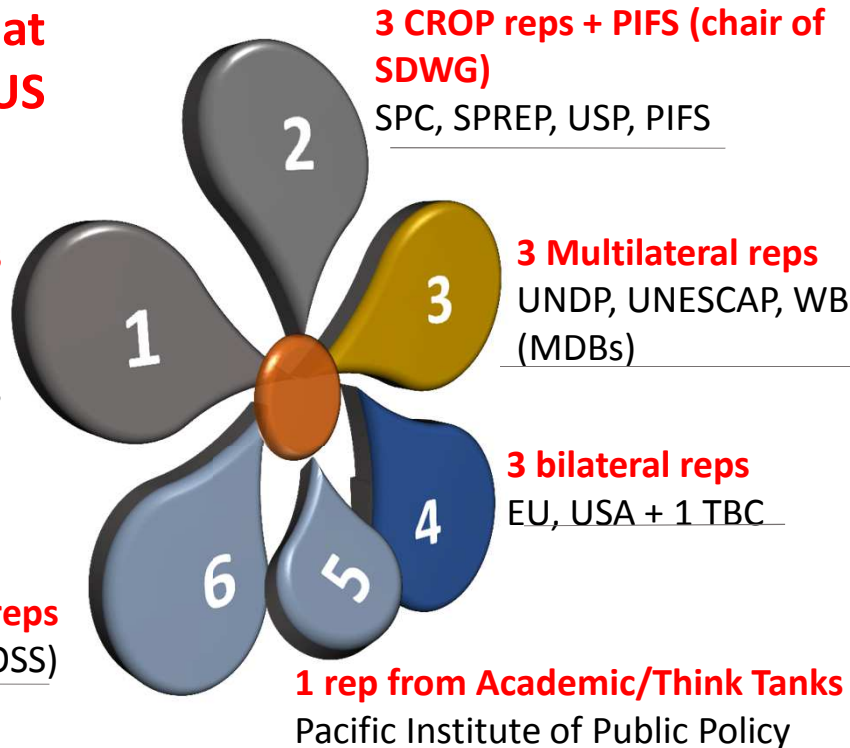 at
US
3 CROP reps + PIFS (chair of
SDWG)
SPC, SPREP, USP, PIFS
2
3 Multilateral reps
UNDP, UNESCAP, WB
(MDBs)
3
1
3 bilateral reps
EU, USA + 1 TBC
4
5
6
reps
OSS)
1 rep from Academic/Think Tanks
Pacific Institute of Public Policy